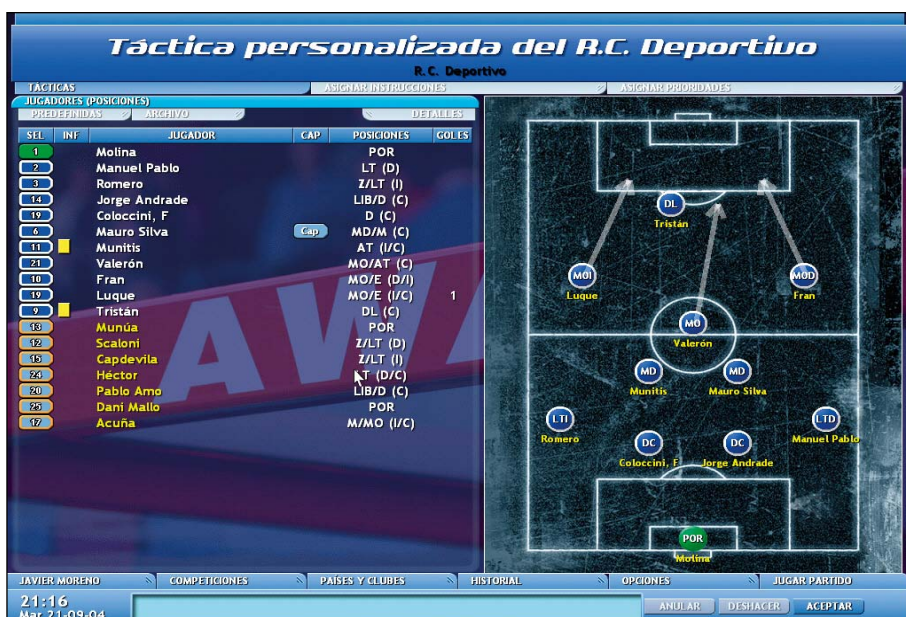 Táctica personalizada del R.C. Deportivo
R.C. Deportivo
TÁCTICAS ASIGNAR INSTRUCCIONES ASIGNAR PRIORIDADES
JUGADORES (POSICIONES)
PREDEFINIDAS ARCHIVO DETALLES
SEL INF JUGADOR CAP POSICIONES GOLES
1 Molina POR
2 Manuel Pablo LT (D)
3 Romero Z/LT (I)
14 Jorge Andrade LIB/D (C)
19 Coloccini, F D (C)
6 Mauro Silva Cap MD/M (C)
11 Munitis AT (I/C)
21 Valerón MO/AT (C)
10 Fran MO/E (D/I)
19 Luque MO/E (I/C) 1
9 Tristán DL (C)
13 Munúa POR
12 Scaloni Z/LT (D)
15 Capdevila Z/LT (I)
24 Héctor LT (D/C)
20 Pablo Amo LIB/D (C)
25 Dani Mallo POR
17 Acuña M/MO (I/C)
DL
Tristán
MOI MOD
Luque Fran
MO
Valerón
MD MD
Munitis Mauro Silva
LTI LTD
Romero Manuel Pablo
DC DC
Coloccini, F Jorge Andrade
POR
Molina
JAVIER MORENO COMPETICIONES PAÍSES Y CLUBES HISTORIAL OPCIONES JUGAR PARTIDO
21:16
Mar 21-09-04
ANULAR DESHACER ACEPTAR